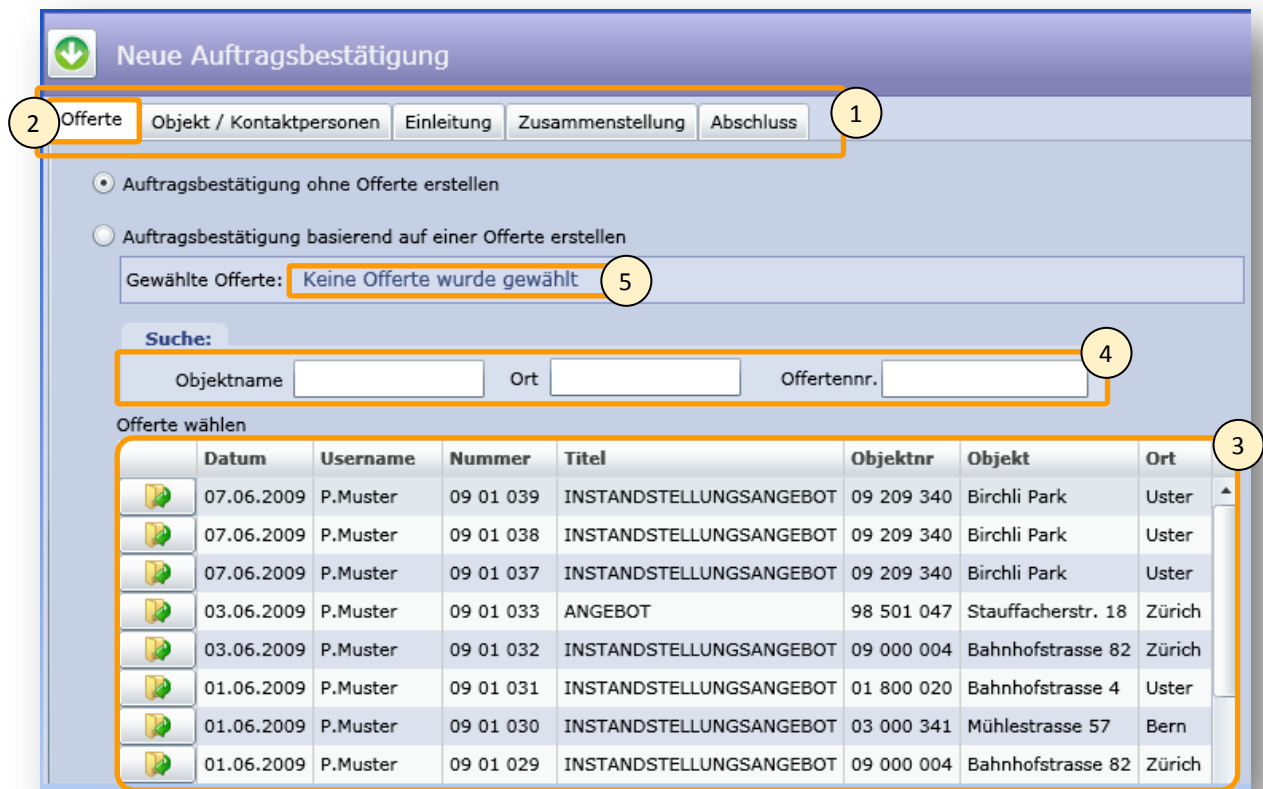 Neue Auftragsbestätigung
1
2 Offerte Objekt / Kontaktpersonen Einleitung Zusammenstellung Abschluss
Auftragsbestätigung ohne Offerte erstellen
Auftragsbestätigung basierend auf einer Offerte erstellen
Gewählte Offerte: Keine Offerte wurde gewählt 5
Suche:
4
Objektname Ort Offertennr.
Offerte wählen
3
Datum Username Nummer Titel Objektnr Objekt Ort
07.06.2009 P.Muster 09 01 039 INSTANDSTELLUNGSANGEBOT 09 209 340 Birchli Park Uster
07.06.2009 P.Muster 09 01 038 INSTANDSTELLUNGSANGEBOT 09 209 340 Birchli Park Uster
07.06.2009 P.Muster 09 01 037 INSTANDSTELLUNGSANGEBOT 09 209 340 Birchli Park Uster
03.06.2009 P.Muster 09 01 033 ANGEBOT 98 501 047 Stauffacherstr. 18 Zürich
03.06.2009 P.Muster 09 01 032 INSTANDSTELLUNGSANGEBOT 09 000 004 Bahnhofstrasse 82 Zürich
01.06.2009 P.Muster 09 01 031 INSTANDSTELLUNGSANGEBOT 01 800 020 Bahnhofstrasse 4 Uster
01.06.2009 P.Muster 09 01 030 INSTANDSTELLUNGSANGEBOT 03 000 341 Mühlestrasse 57 Bern
01.06.2009 P.Muster 09 01 029 INSTANDSTELLUNGSANGEBOT 09 000 004 Bahnhofstrasse 82 Zürich